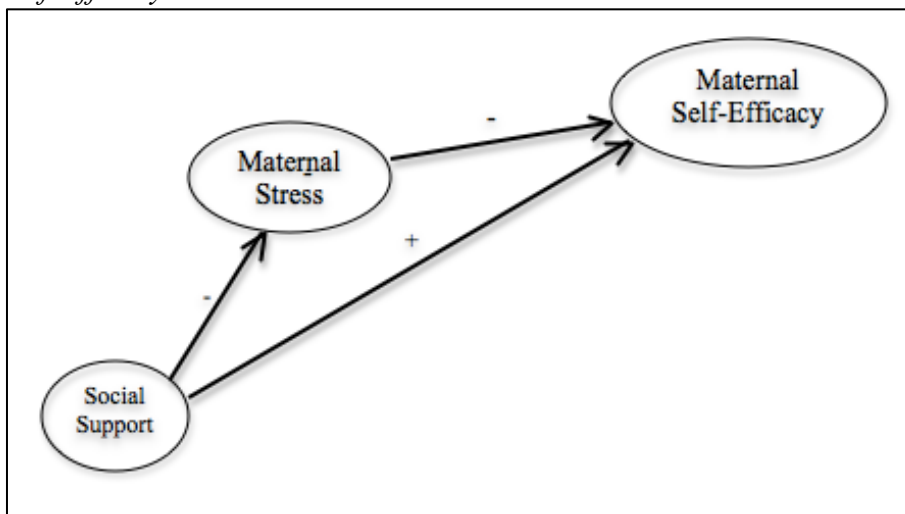 Maternal
Self-Efficacy
-
Maternal
Stress
+
-
Social
Support